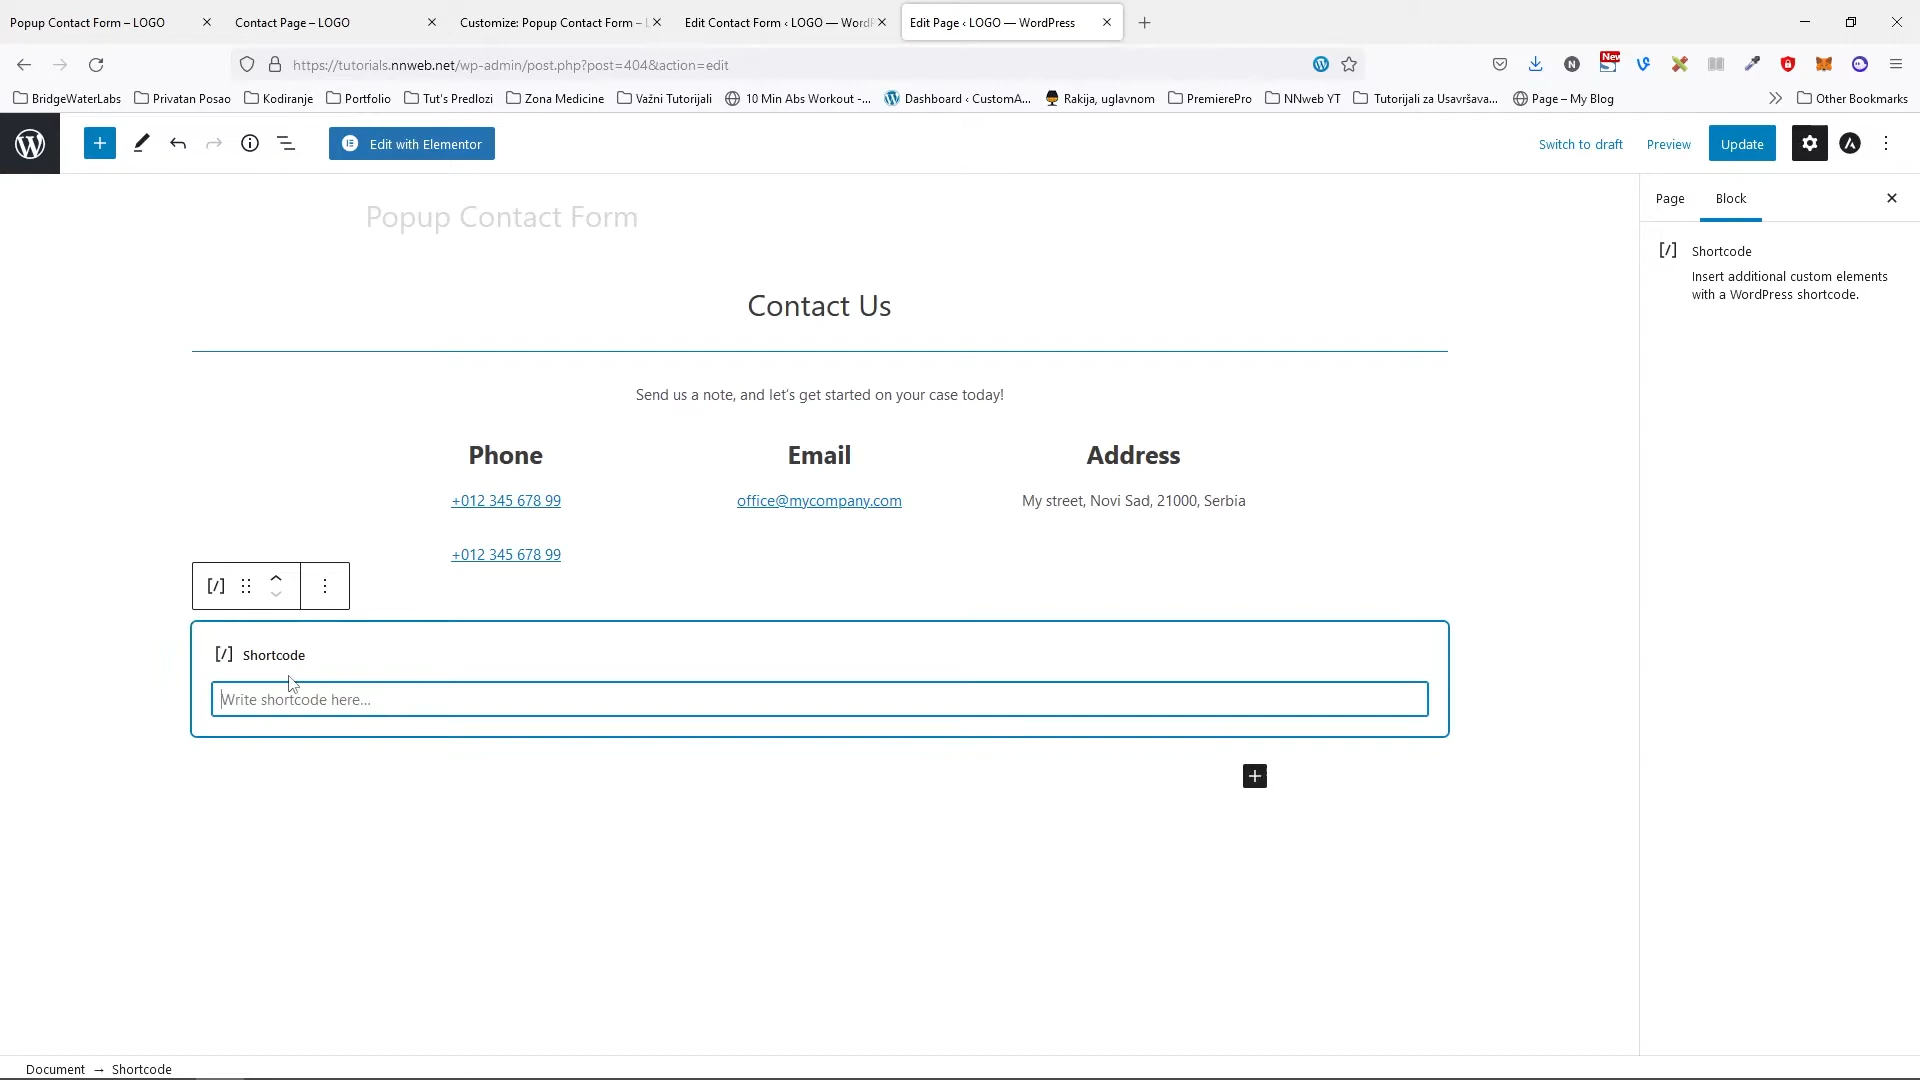 Popup Contact Form – LOGO
Contact Page – LOGO
Customize: Popup Contact Form – L
Edit Contact Form ‹ LOGO — WordP
Edit Page ‹ LOGO — WordPress
https://tutorials.nnweb.net/wp-admin/post.php?post=404&action=edit
New
BridgeWaterLabs
Privatan Posao
Kodiranje
Portfolio
Tut's Predlozi
Zona Medicine
Važni Tutorijali
10 Min Abs Workout -...
Dashboard ‹ CustomA...
Rakija, uglavnom
PremierePro
NNweb YT
Tutorijali za Usavršava...
Page – My Blog
Other Bookmarks
Edit with Elementor
Switch to draft
Preview
Update
Page
Block
Popup Contact Form
[/] Shortcode
Insert additional custom elements
with a WordPress shortcode.
Contact Us
Send us a note, and let's get started on your case today!
Phone
Email
Address
+012 345 678 99
office@mycompany.com
My street, Novi Sad, 21000, Serbia
+012 345 678 99
[/]
[/] Shortcode
Write shortcode here...
Document → Shortcode